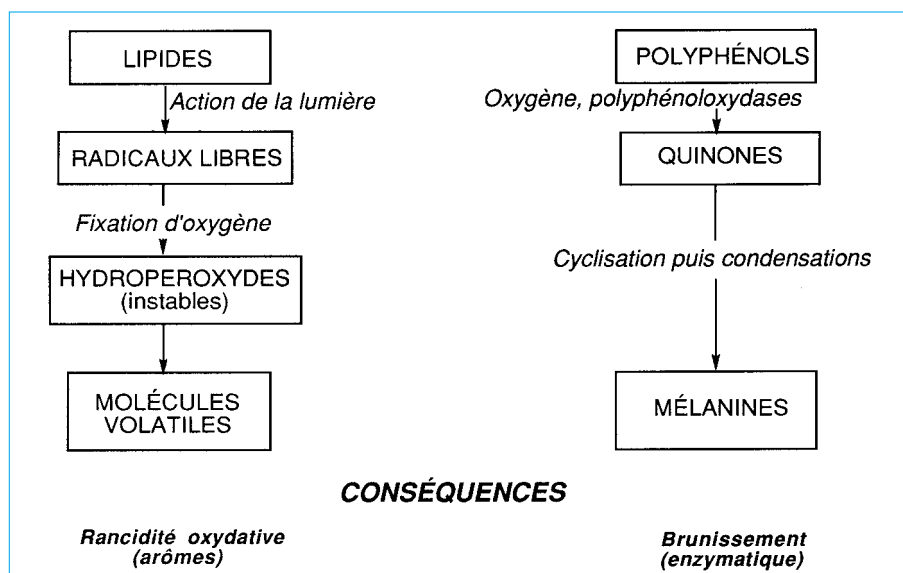 LIPIDES
Action de la lumière
RADICAUX LIBRES
Fixation d'oxygène
HYDROPEROXYDES
(instables)
MOLÉCULES
VOLATILES
POLYPHÉNOLS
Oxygène, polyphénoloxydases
QUINONES
Cyclisation puis condensations
MÉLANINES
CONSÉQUENCES
Rancidité oxydative
(arômes)
Brunissement
(enzymatique)